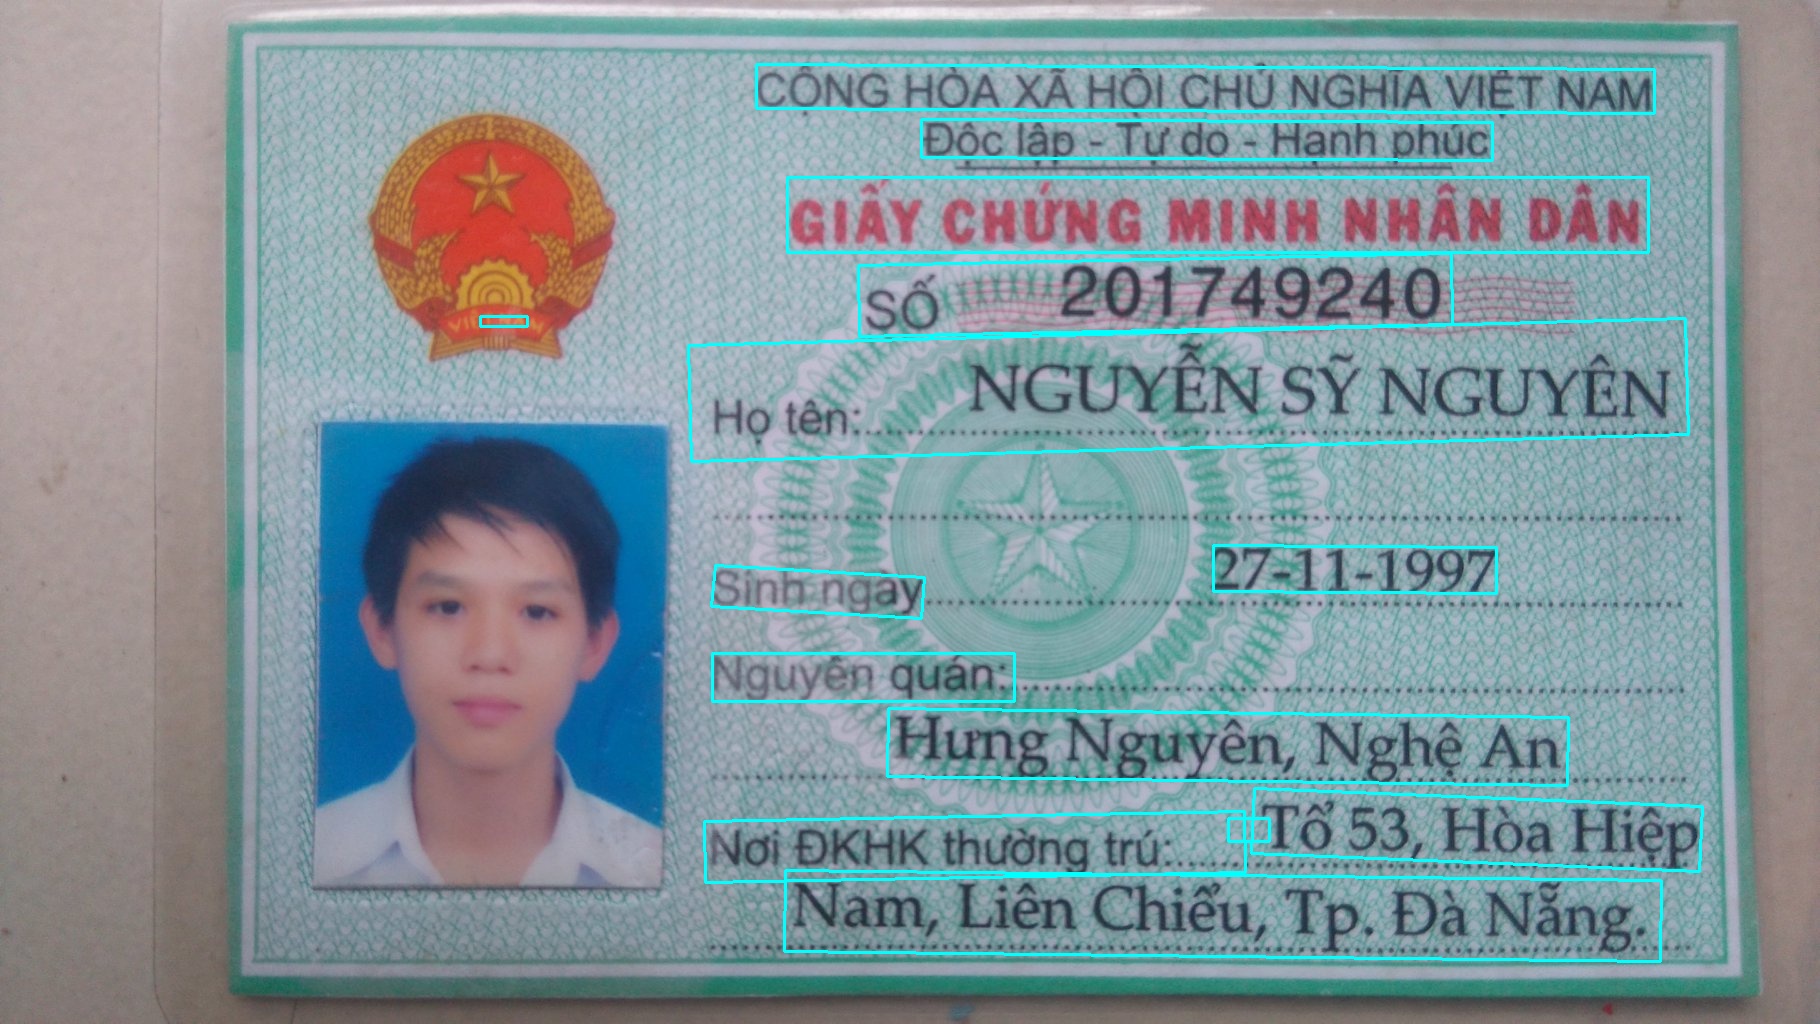 CỘNG HÒA XÃ HỘI CHỦ NGHĨA VIỆT NAM
Độc lập - Tự do - Hạnh phúc
GIẤY CHỨNG MINH NHÂN DÂN
SỐ 201749240
VIỆT NAM
Họ tên: NGUYỄN SỸ NGUYÊN
Sinh ngày 27-11-1997
Nguyên quán:
Hưng Nguyên, Nghệ An
Nơi ĐKHK thường trú: Tổ 53, Hòa Hiệp
Nam, Liên Chiểu, Tp. Đà Nẵng.